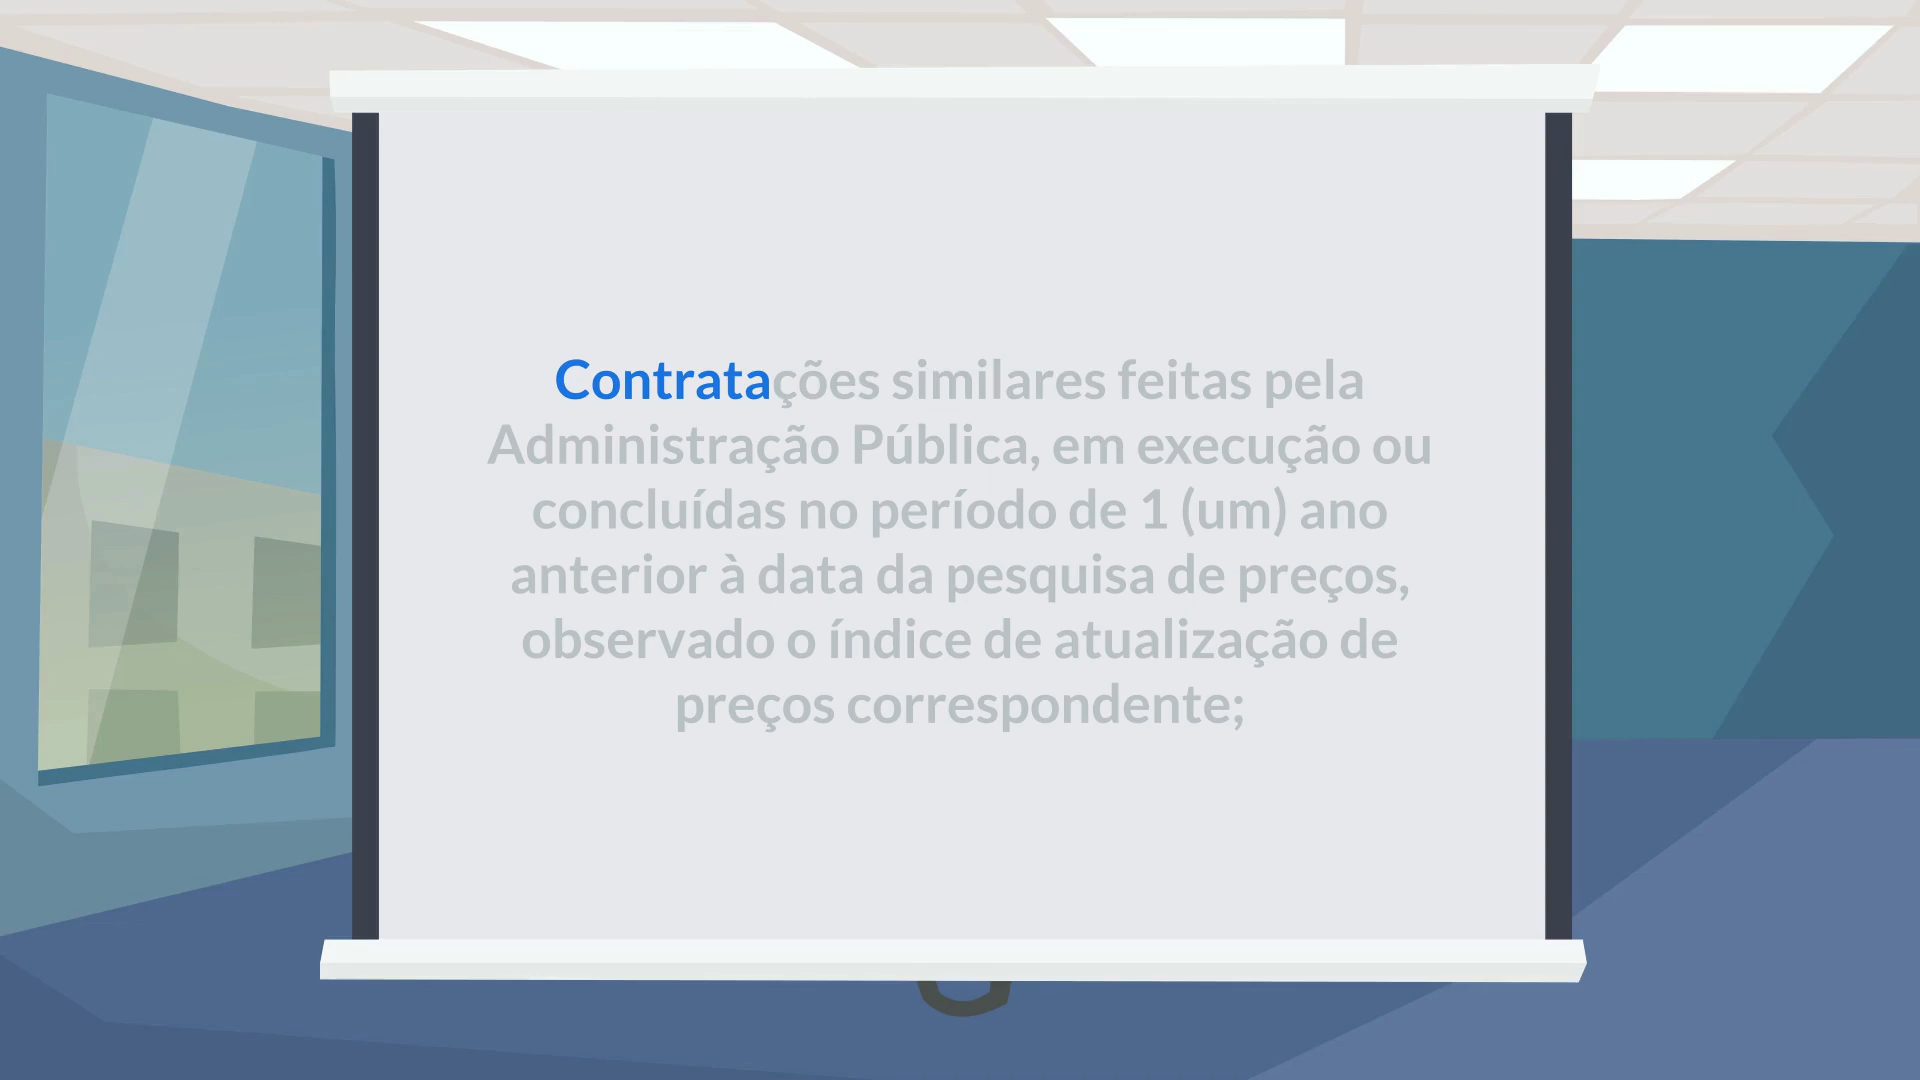 Contratações similares feitas pela
Administração Pública, em execução ou
concluídas no período de 1 (um) ano
anterior à data da pesquisa de preços,
observado o índice de atualização de
preços correspondente;